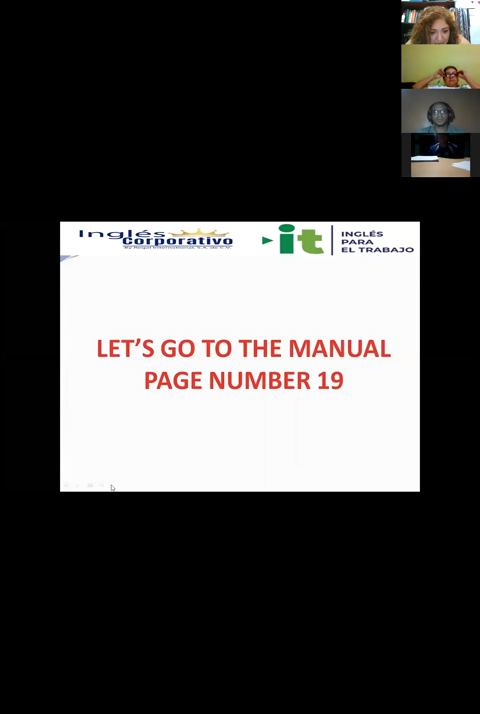 Inglés
Corporativo
it
INGLÉS
PARA
EL TRABAJO
LET'S GO TO THE MANUAL
PAGE NUMBER 19